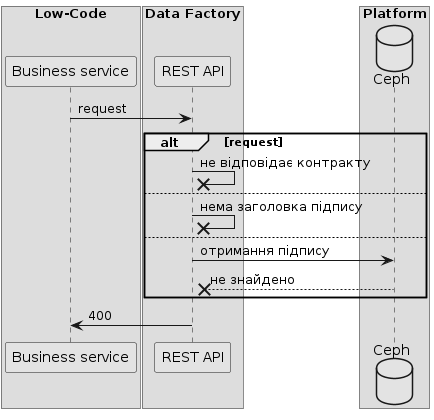 Low-Code
Data Factory
Platform
Business service
REST API
Ceph
request
alt
[request]
не відповідає контракту
нема заголовка підпису
отримання підпису
не знайдено
400
Business service
REST API
Ceph